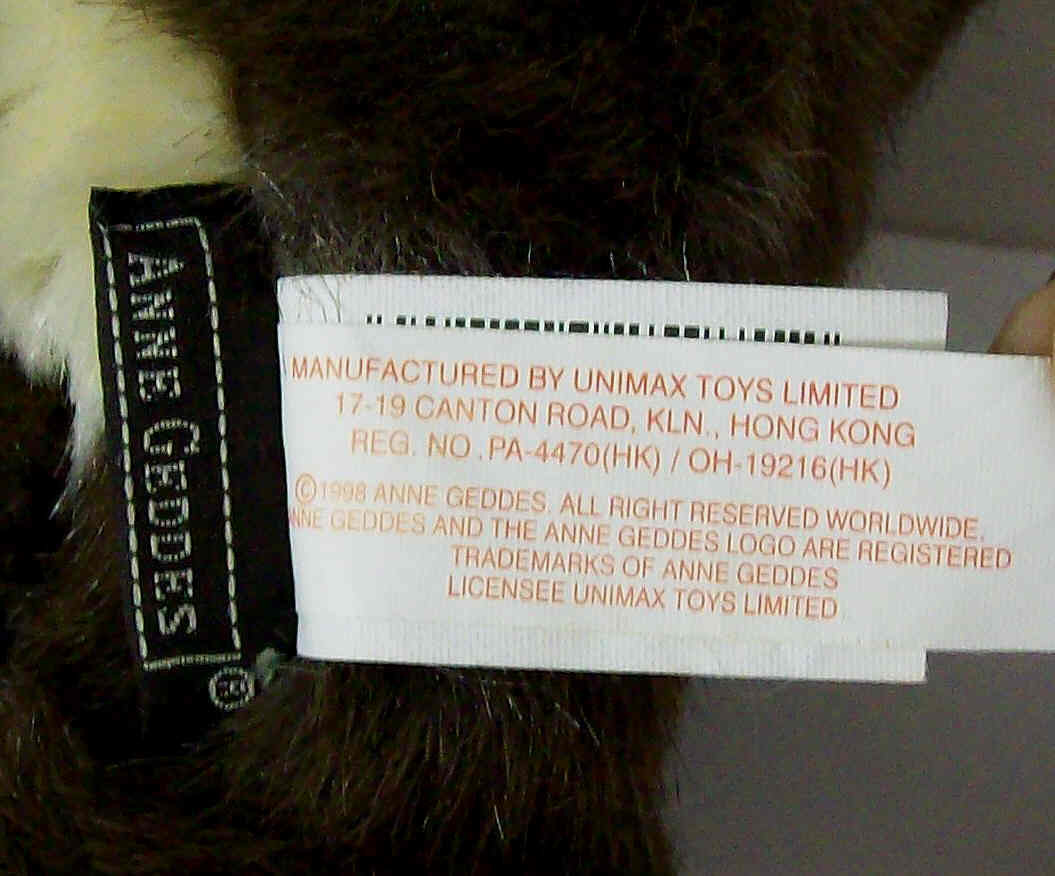 ANNE GEDDES
®
MANUFACTURED BY UNIMAX TOYS LIMITED
17-19 CANTON ROAD, KLN., HONG KONG
REG. NO. PA-4470(HK) / OH-19216(HK)
©1998 ANNE GEDDES. ALL RIGHT RESERVED WORLDWIDE.
NNE GEDDES AND THE ANNE GEDDES LOGO ARE REGISTERED
TRADEMARKS OF ANNE GEDDES
LICENSEE UNIMAX TOYS LIMITED